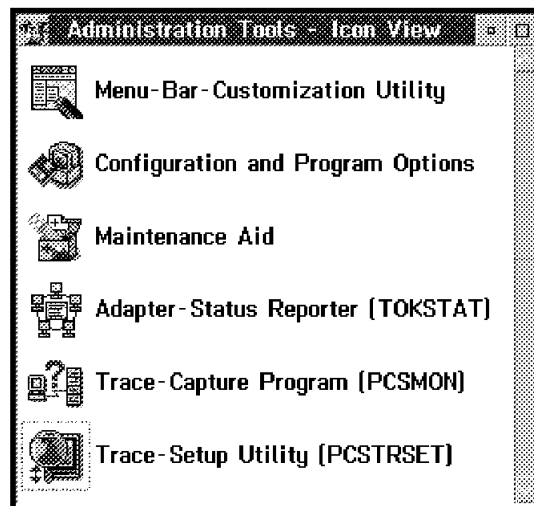 Administration Tools - Icon View
Menu-Bar-Customization Utility
Configuration and Program Options
Maintenance Aid
Adapter-Status Reporter (TOKSTAT)
Trace-Capture Program (PCSMON)
Trace-Setup Utility (PCSTRSET)